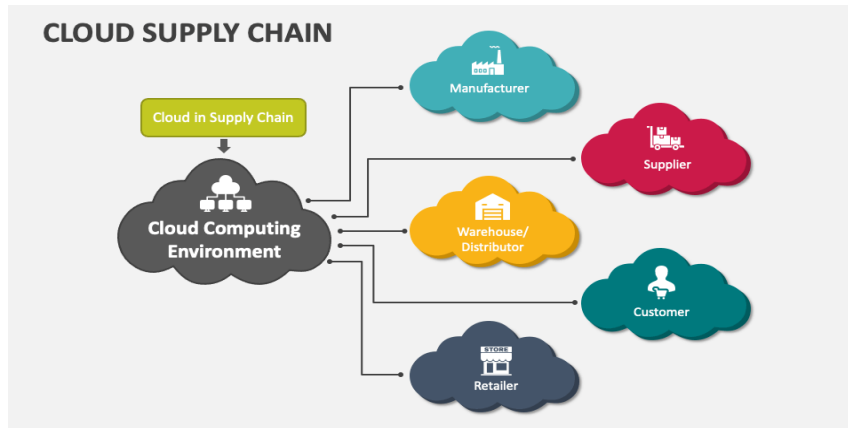 CLOUD SUPPLY CHAIN
Manufacturer
Cloud in Supply Chain
Supplier
Cloud Computing
Environment
Warehouse/
Distributor
Customer
STORE
Retailer